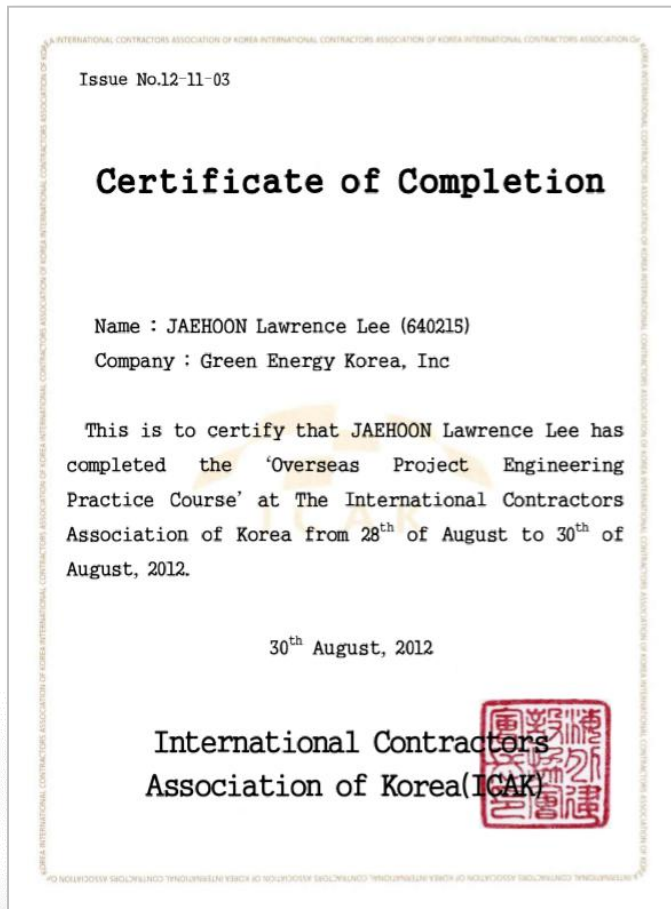 INTERNATIONAL CONTRACTORS ASSOCIATION OF KOREA INTERNATIONAL CONTRACTORS ASSOCIATION OF KOREA INTERNATIONAL CONTRACTORS ASSOCIATION OF
Issue No.12-11-03
Certificate of Completion
Name : JAEHOON Lawrence Lee (640215)
Company : Green Energy Korea, Inc
This is to certify that JAEHOON Lawrence Lee has
completed the 'Overseas Project Engineering
Practice Course' at The International Contractors
ICAK
Association of Korea from 28th of August to 30th of
August, 2012.
30th August, 2012
International Contractors
Association of Korea(ICAK)